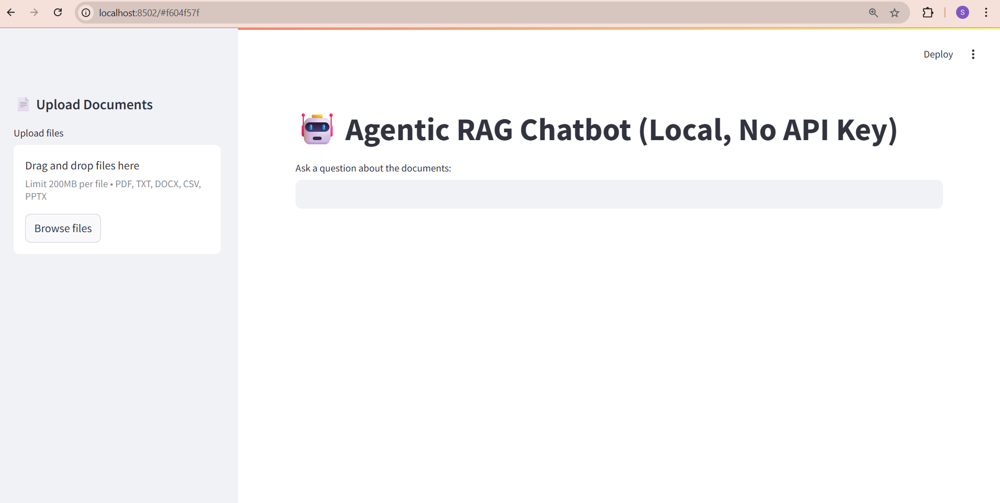 localhost:8502/#f604f57f
S
Deploy
Upload Documents
Upload files
Drag and drop files here
Limit 200MB per file • PDF, TXT, DOCX, CSV,
PPTX
Browse files
Agentic RAG Chatbot (Local, No API Key)
Ask a question about the documents: